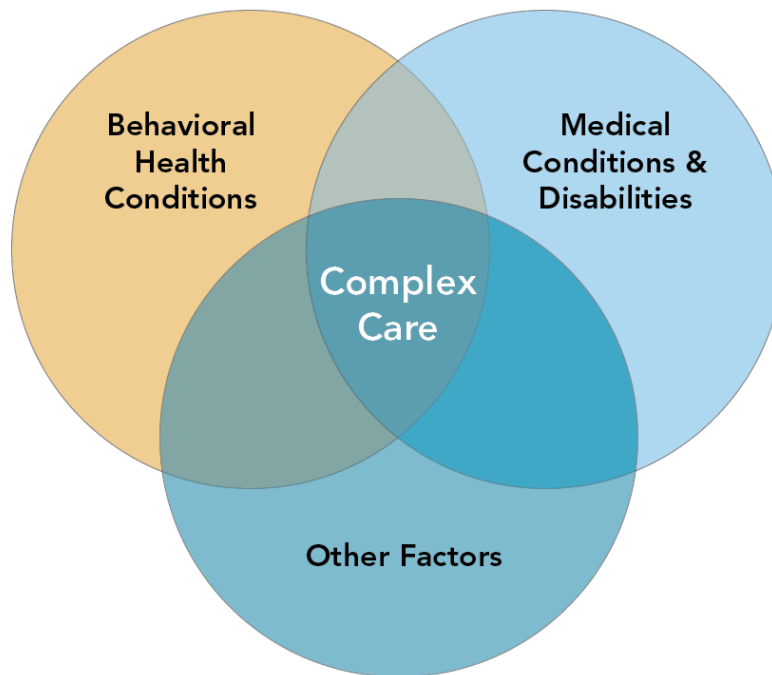 Behavioral
Health
Conditions
Medical
Conditions &
Disabilities
Complex
Care
Other Factors